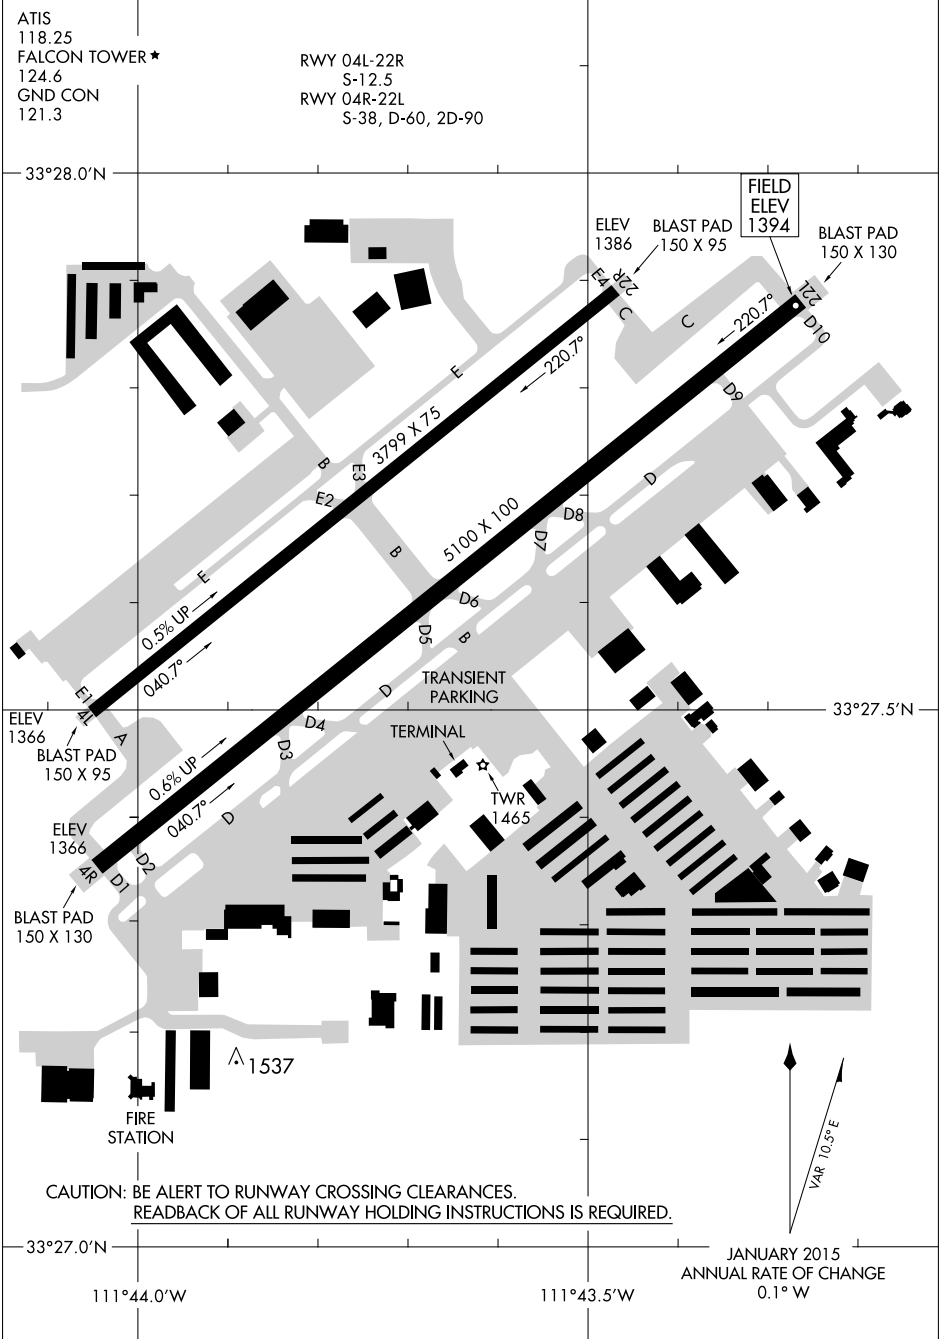 ATIS
118.25
FALCON TOWER ★
124.6
GND CON
121.3
RWY 04L-22R
S-12.5
RWY 04R-22L
S-38, D-60, 2D-90
33°28.0'N
FIELD
ELEV
1394
ELEV
1386
BLAST PAD
150 X 95
BLAST PAD
150 X 130
E4
22R
C
C
220.7°
22L
D10
220.7°
E
D9
3799 X 75
B
E3
E2
D
5100 X 100
D8
D7
B
E
D6
0.5% UP
D5
B
040.7°
TRANSIENT
PARKING
D
E1
4L
ELEV
1366
A
D4
33°27.5'N
TERMINAL
D3
BLAST PAD
150 X 95
0.6% UP
TWR
1465
040.7°
D
ELEV
1366
D2
4R
D1
BLAST PAD
150 X 130
1537
FIRE
STATION
VAR 10.5° E
CAUTION: BE ALERT TO RUNWAY CROSSING CLEARANCES.
READBACK OF ALL RUNWAY HOLDING INSTRUCTIONS IS REQUIRED.
33°27.0'N
JANUARY 2015
ANNUAL RATE OF CHANGE
0.1° W
111°44.0'W
111°43.5'W